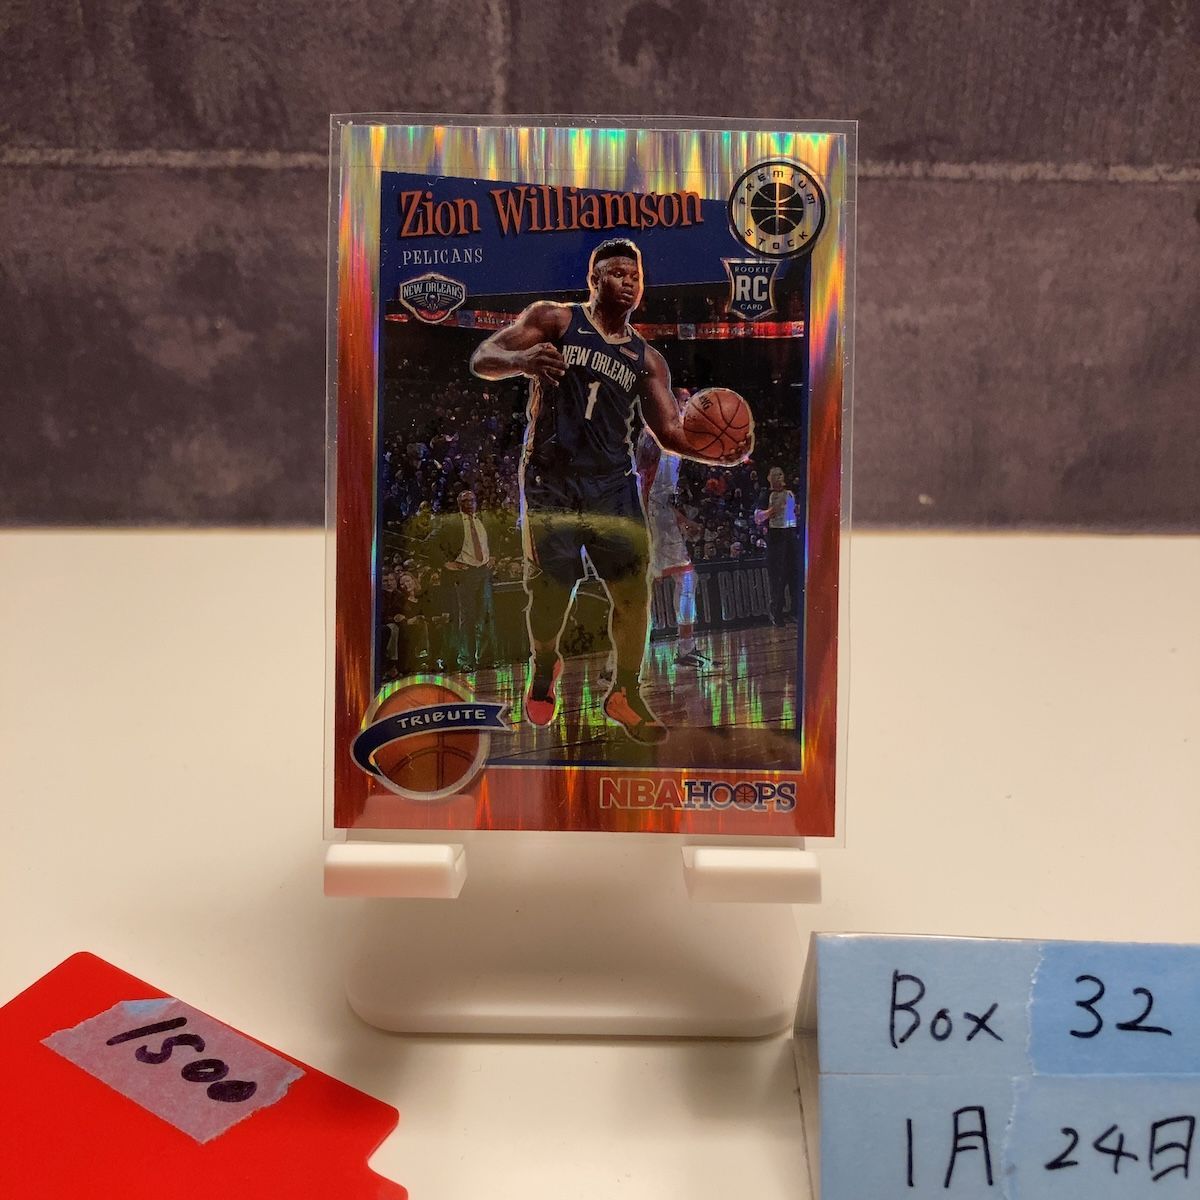 Zion Williamson
PELICANS
NEW ORLEANS
PREMIUM
STOCK
ROOKIE
RC
CARD
NEW ORLEANS
1
TRIBUTE
NBA HOOPS
1500
Box 32
1月 24日